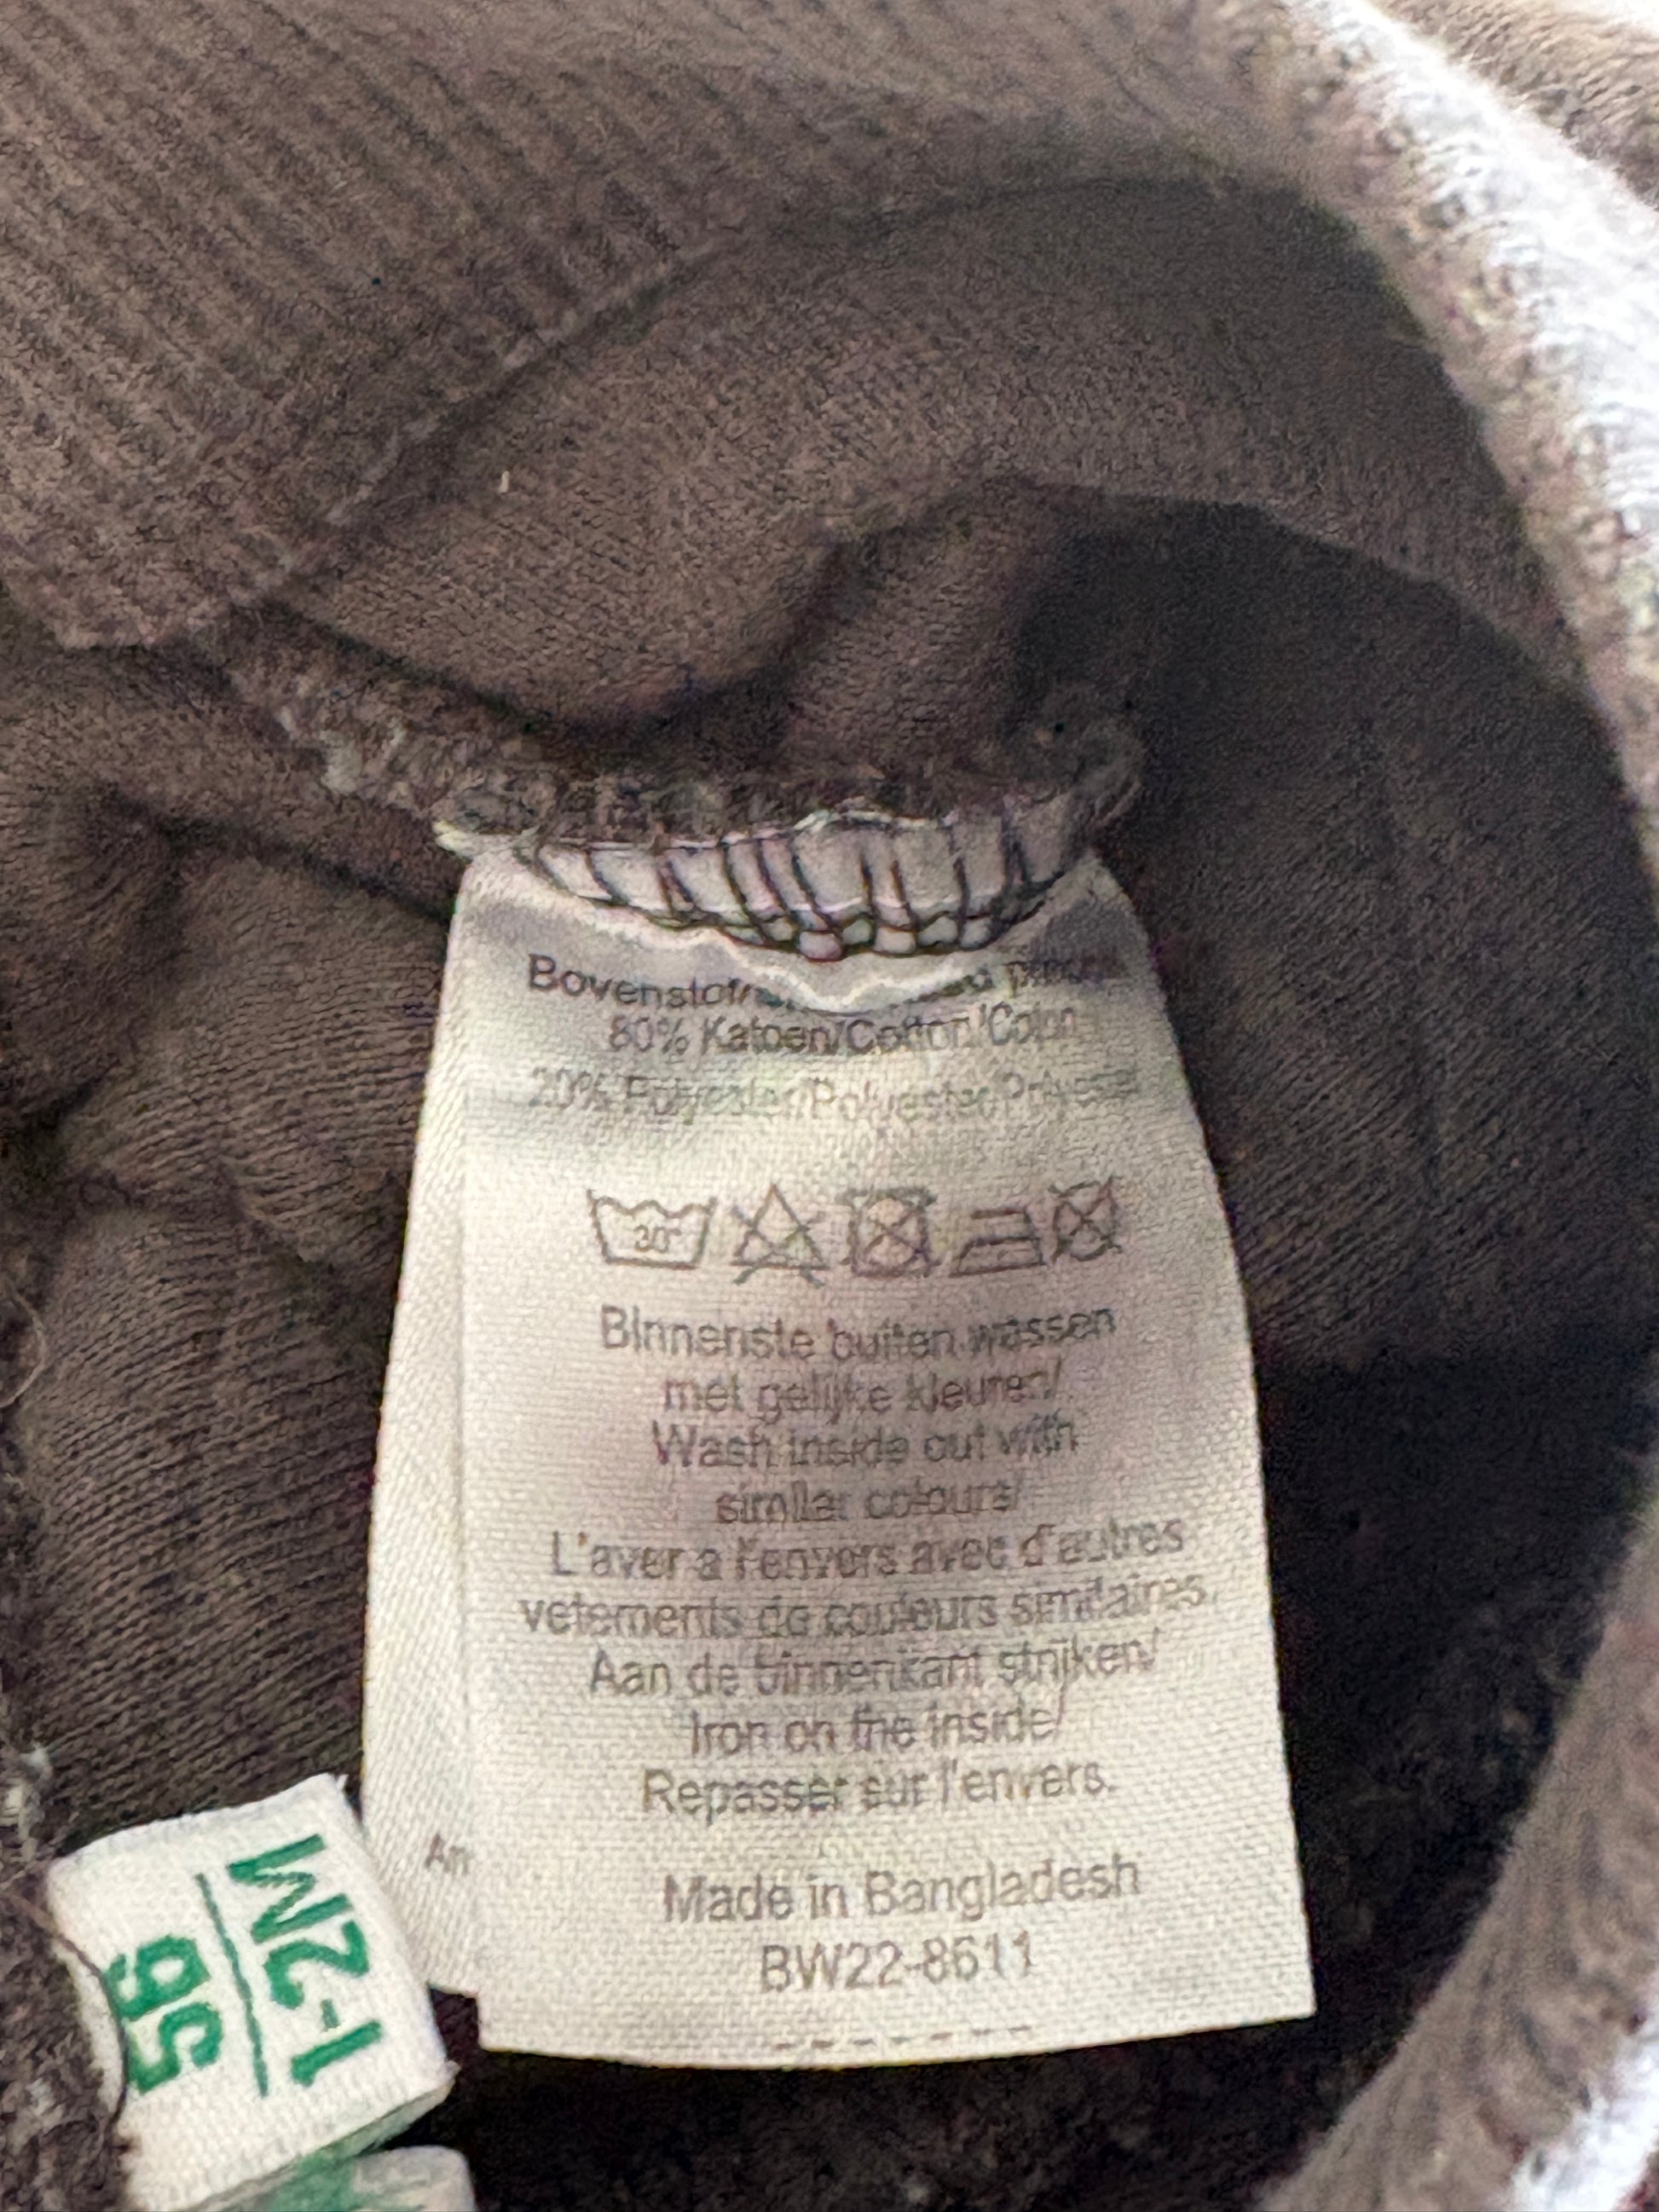 80% Katoen/Cotton/Coton
20% Polyester/Polyester/Polyester
30°
BInnenste buiten wassen
met gelijke kleuren/
Wash inside out with
similar colours/
L'aver a l'envers avec d'autres
vetements de couleurs similaires.
Aan de binnenkant strijken/
Iron on the inside/
Repasser sur l'envers.
Made in Bangladesh
BW22-8611
An
56
1-2M